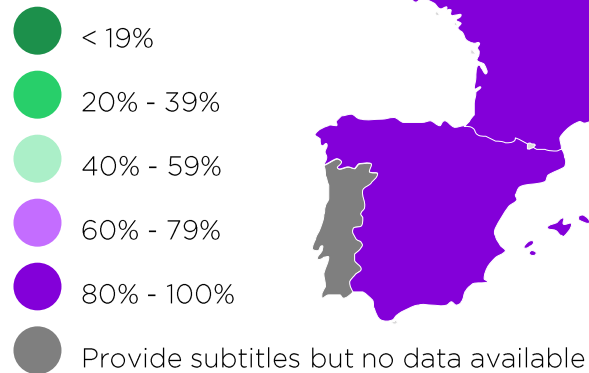 < 19%
20% - 39%
40% - 59%
60% - 79%
80% - 100%
Provide subtitles but no data available